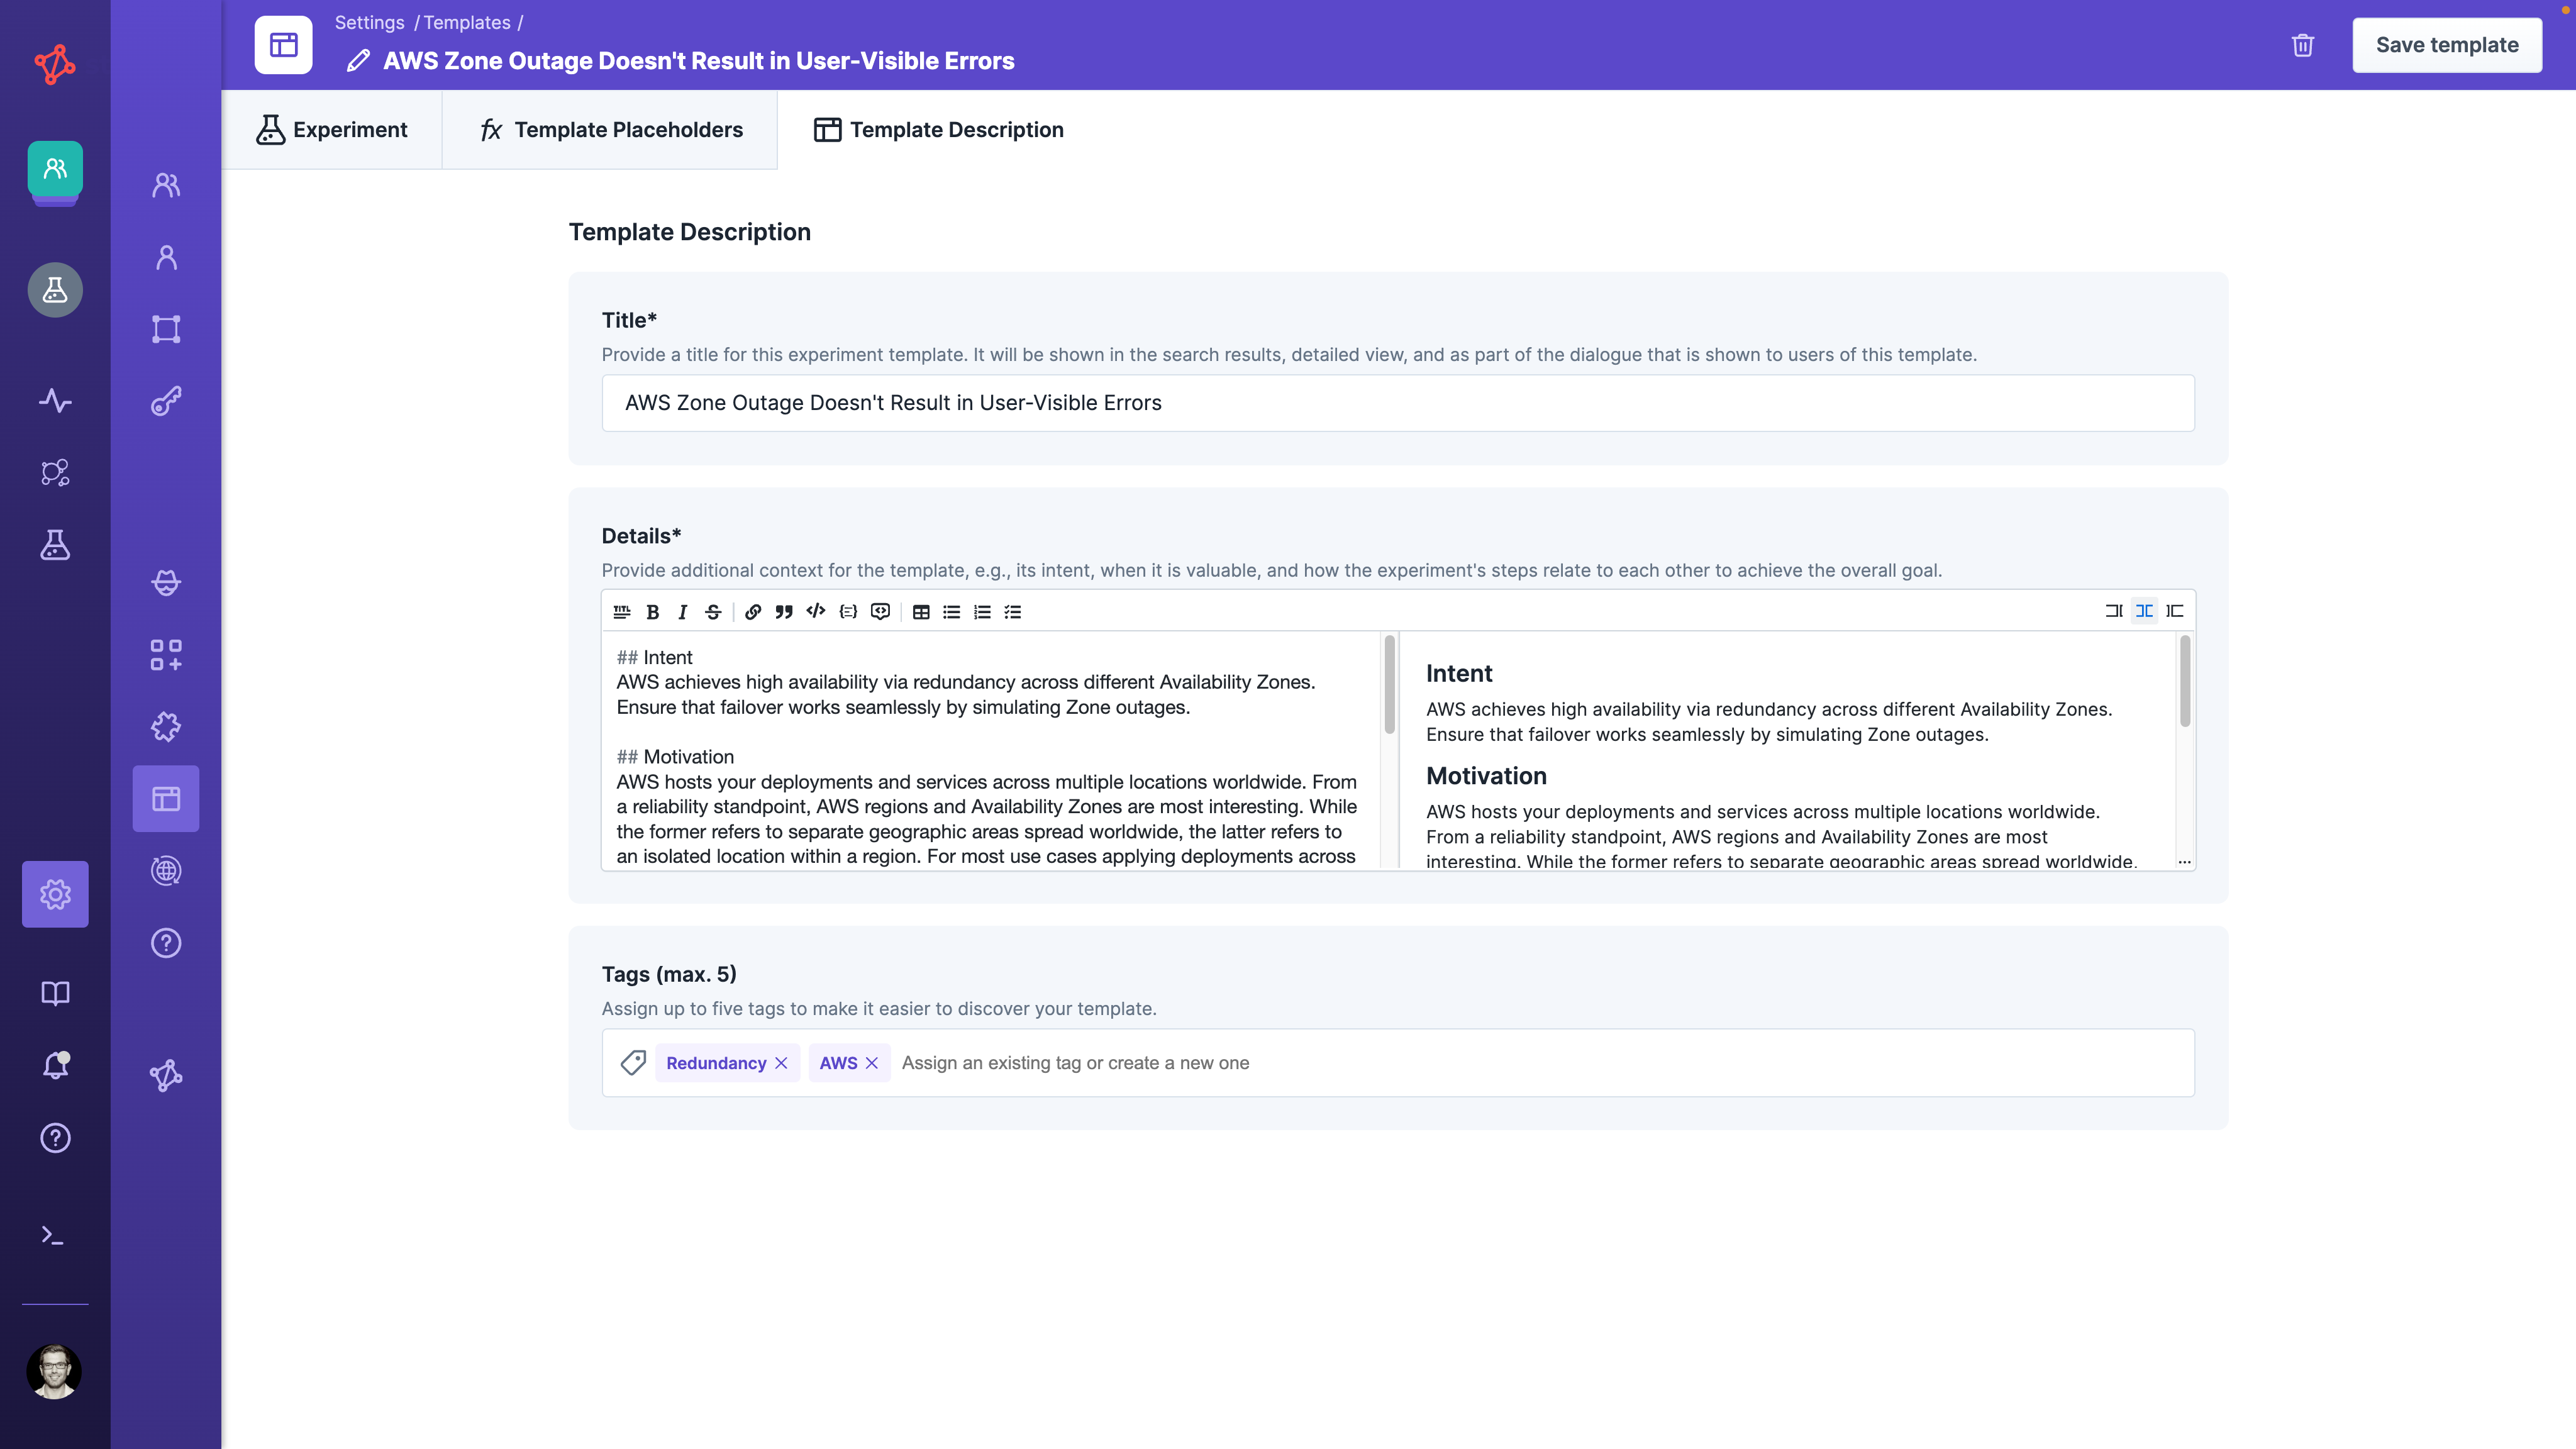 Settings / Templates /
AWS Zone Outage Doesn't Result in User-Visible Errors
Save template
Experiment
fx Template Placeholders
Template Description
Template Description
Title*
Provide a title for this experiment template. It will be shown in the search results, detailed view, and as part of the dialogue that is shown to users of this template.
AWS Zone Outage Doesn't Result in User-Visible Errors
Details*
Provide additional context for the template, e.g., its intent, when it is valuable, and how the experiment's steps relate to each other to achieve the overall goal.
## Intent
AWS achieves high availability via redundancy across different Availability Zones.
Ensure that failover works seamlessly by simulating Zone outages.
## Motivation
AWS hosts your deployments and services across multiple locations worldwide. From
a reliability standpoint, AWS regions and Availability Zones are most interesting. While
the former refers to separate geographic areas spread worldwide, the latter refers to
an isolated location within a region. For most use cases applying deployments across
Intent
AWS achieves high availability via redundancy across different Availability Zones.
Ensure that failover works seamlessly by simulating Zone outages.
Motivation
AWS hosts your deployments and services across multiple locations worldwide.
From a reliability standpoint, AWS regions and Availability Zones are most
interesting. While the former refers to separate geographic areas spread worldwide,
Tags (max. 5)
Assign up to five tags to make it easier to discover your template.
Redundancy
AWS
Assign an existing tag or create a new one